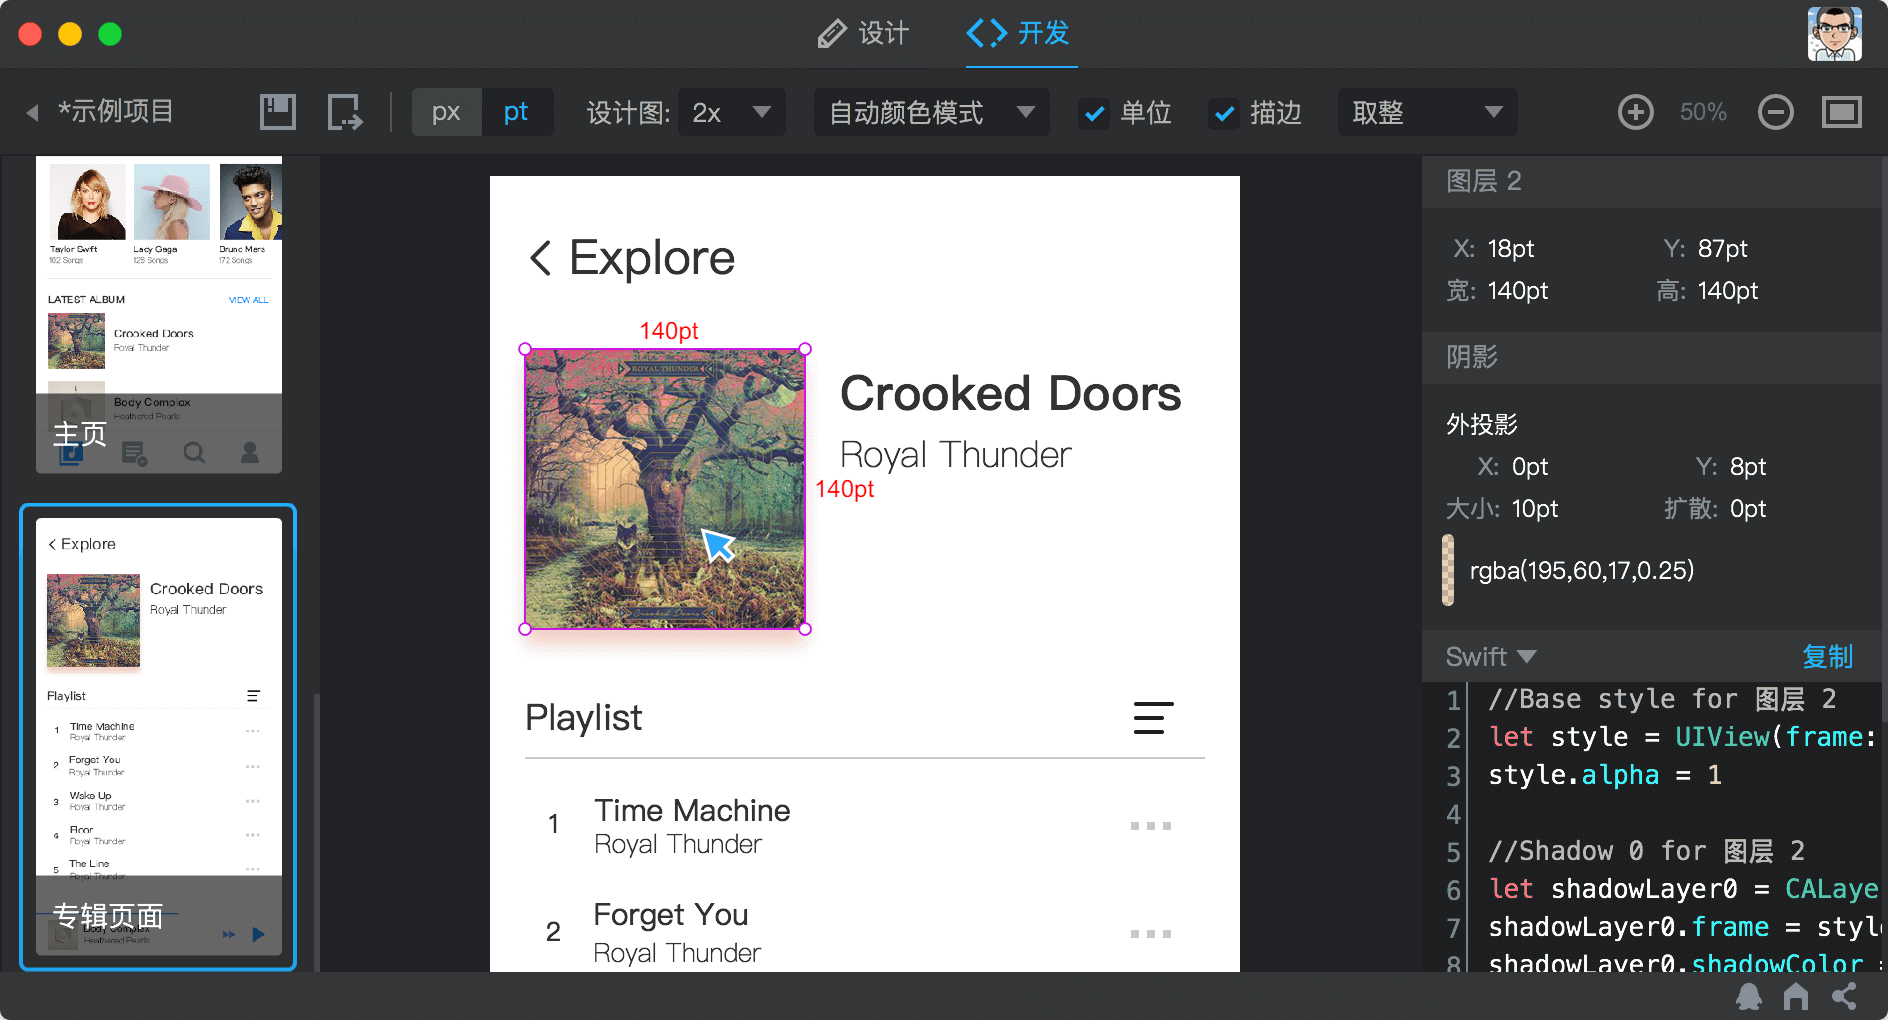 设计
开发
*示例项目
px
pt
设计图:
2x
自动颜色模式
单位
描边
取整
50%
Taylor Swift
102 Songs
Lady Gaga
128 Songs
Bruno Mars
172 Songs
LATEST ALBUM
VIEW ALL
Crooked Doors
Royal Thunder
Body Complex
Heathered Pearls
主页
Explore
Crooked Doors
Royal Thunder
Playlist
1
Time Machine
Royal Thunder
2
Forget You
Royal Thunder
3
Wake Up
Royal Thunder
4
Floor
Royal Thunder
5
The Line
Royal Thunder
专辑页面
Body Complex
Heathered Pearls
Explore
140pt
ROYAL THUNDER
Crooked Doors
140pt
Crooked Doors
Royal Thunder
Playlist
1
Time Machine
Royal Thunder
2
Forget You
Royal Thunder
图层 2
X: 18pt
Y: 87pt
宽: 140pt
高: 140pt
阴影
外投影
X: 0pt
Y: 8pt
大小: 10pt
扩散: 0pt
rgba(195,60,17,0.25)
Swift
复制
1 //Base style for 图层 2
2 let style = UIView(frame:
3 style.alpha = 1
4
5 //Shadow 0 for 图层 2
6 let shadowLayer0 = CALaye
7 shadowLayer0.frame = styl
8 shadowLayer0.shadowColor =